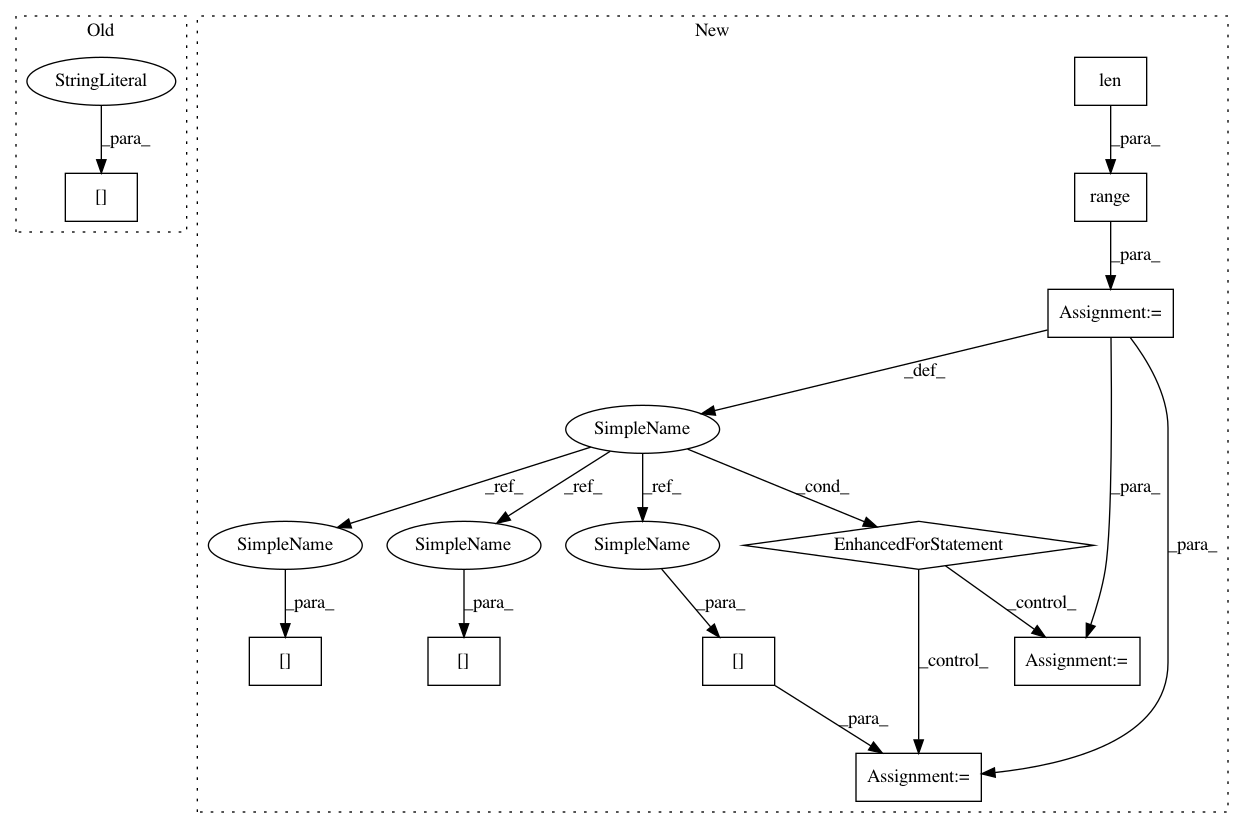 Old
New
StringLiteral
len
_para_
_para_
[]
range
_para_
Assignment:=
_def_
SimpleName
_ref_
_ref_
_ref_
_cond_
_para_
_para_
SimpleName
SimpleName
SimpleName
EnhancedForStatement
_para_
_para_
_para_
_control_
[]
[]
[]
_control_
Assignment:=
_para_
Assignment:=